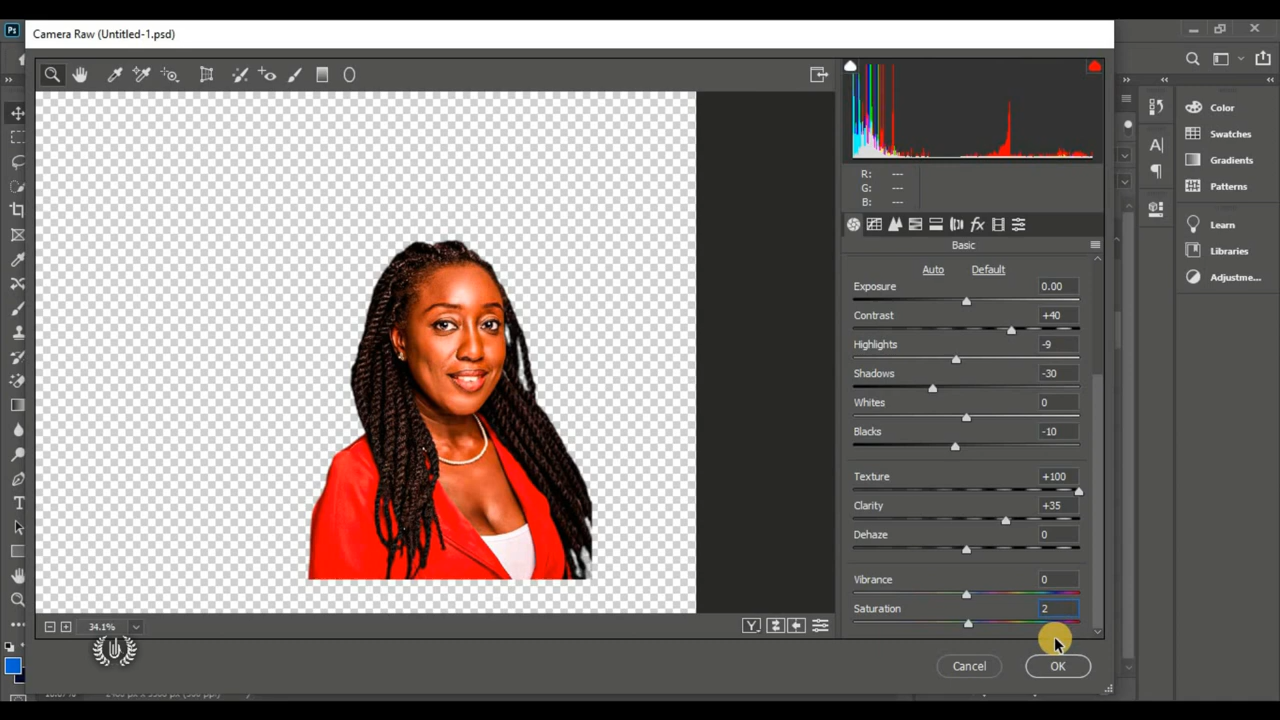 Ps
Camera Raw (Untitled-1.psd)
R: ---
G: ---
B: ---
Basic
Auto Default
Exposure 0.00
Contrast +40
Highlights -9
Shadows -30
Whites 0
Blacks -10
Texture +100
Clarity +35
Dehaze 0
Vibrance 0
Saturation 2
34.1%
Y
Cancel OK
fx
A
T
Color
Swatches
Gradients
Patterns
Learn
Libraries
Adjustme...